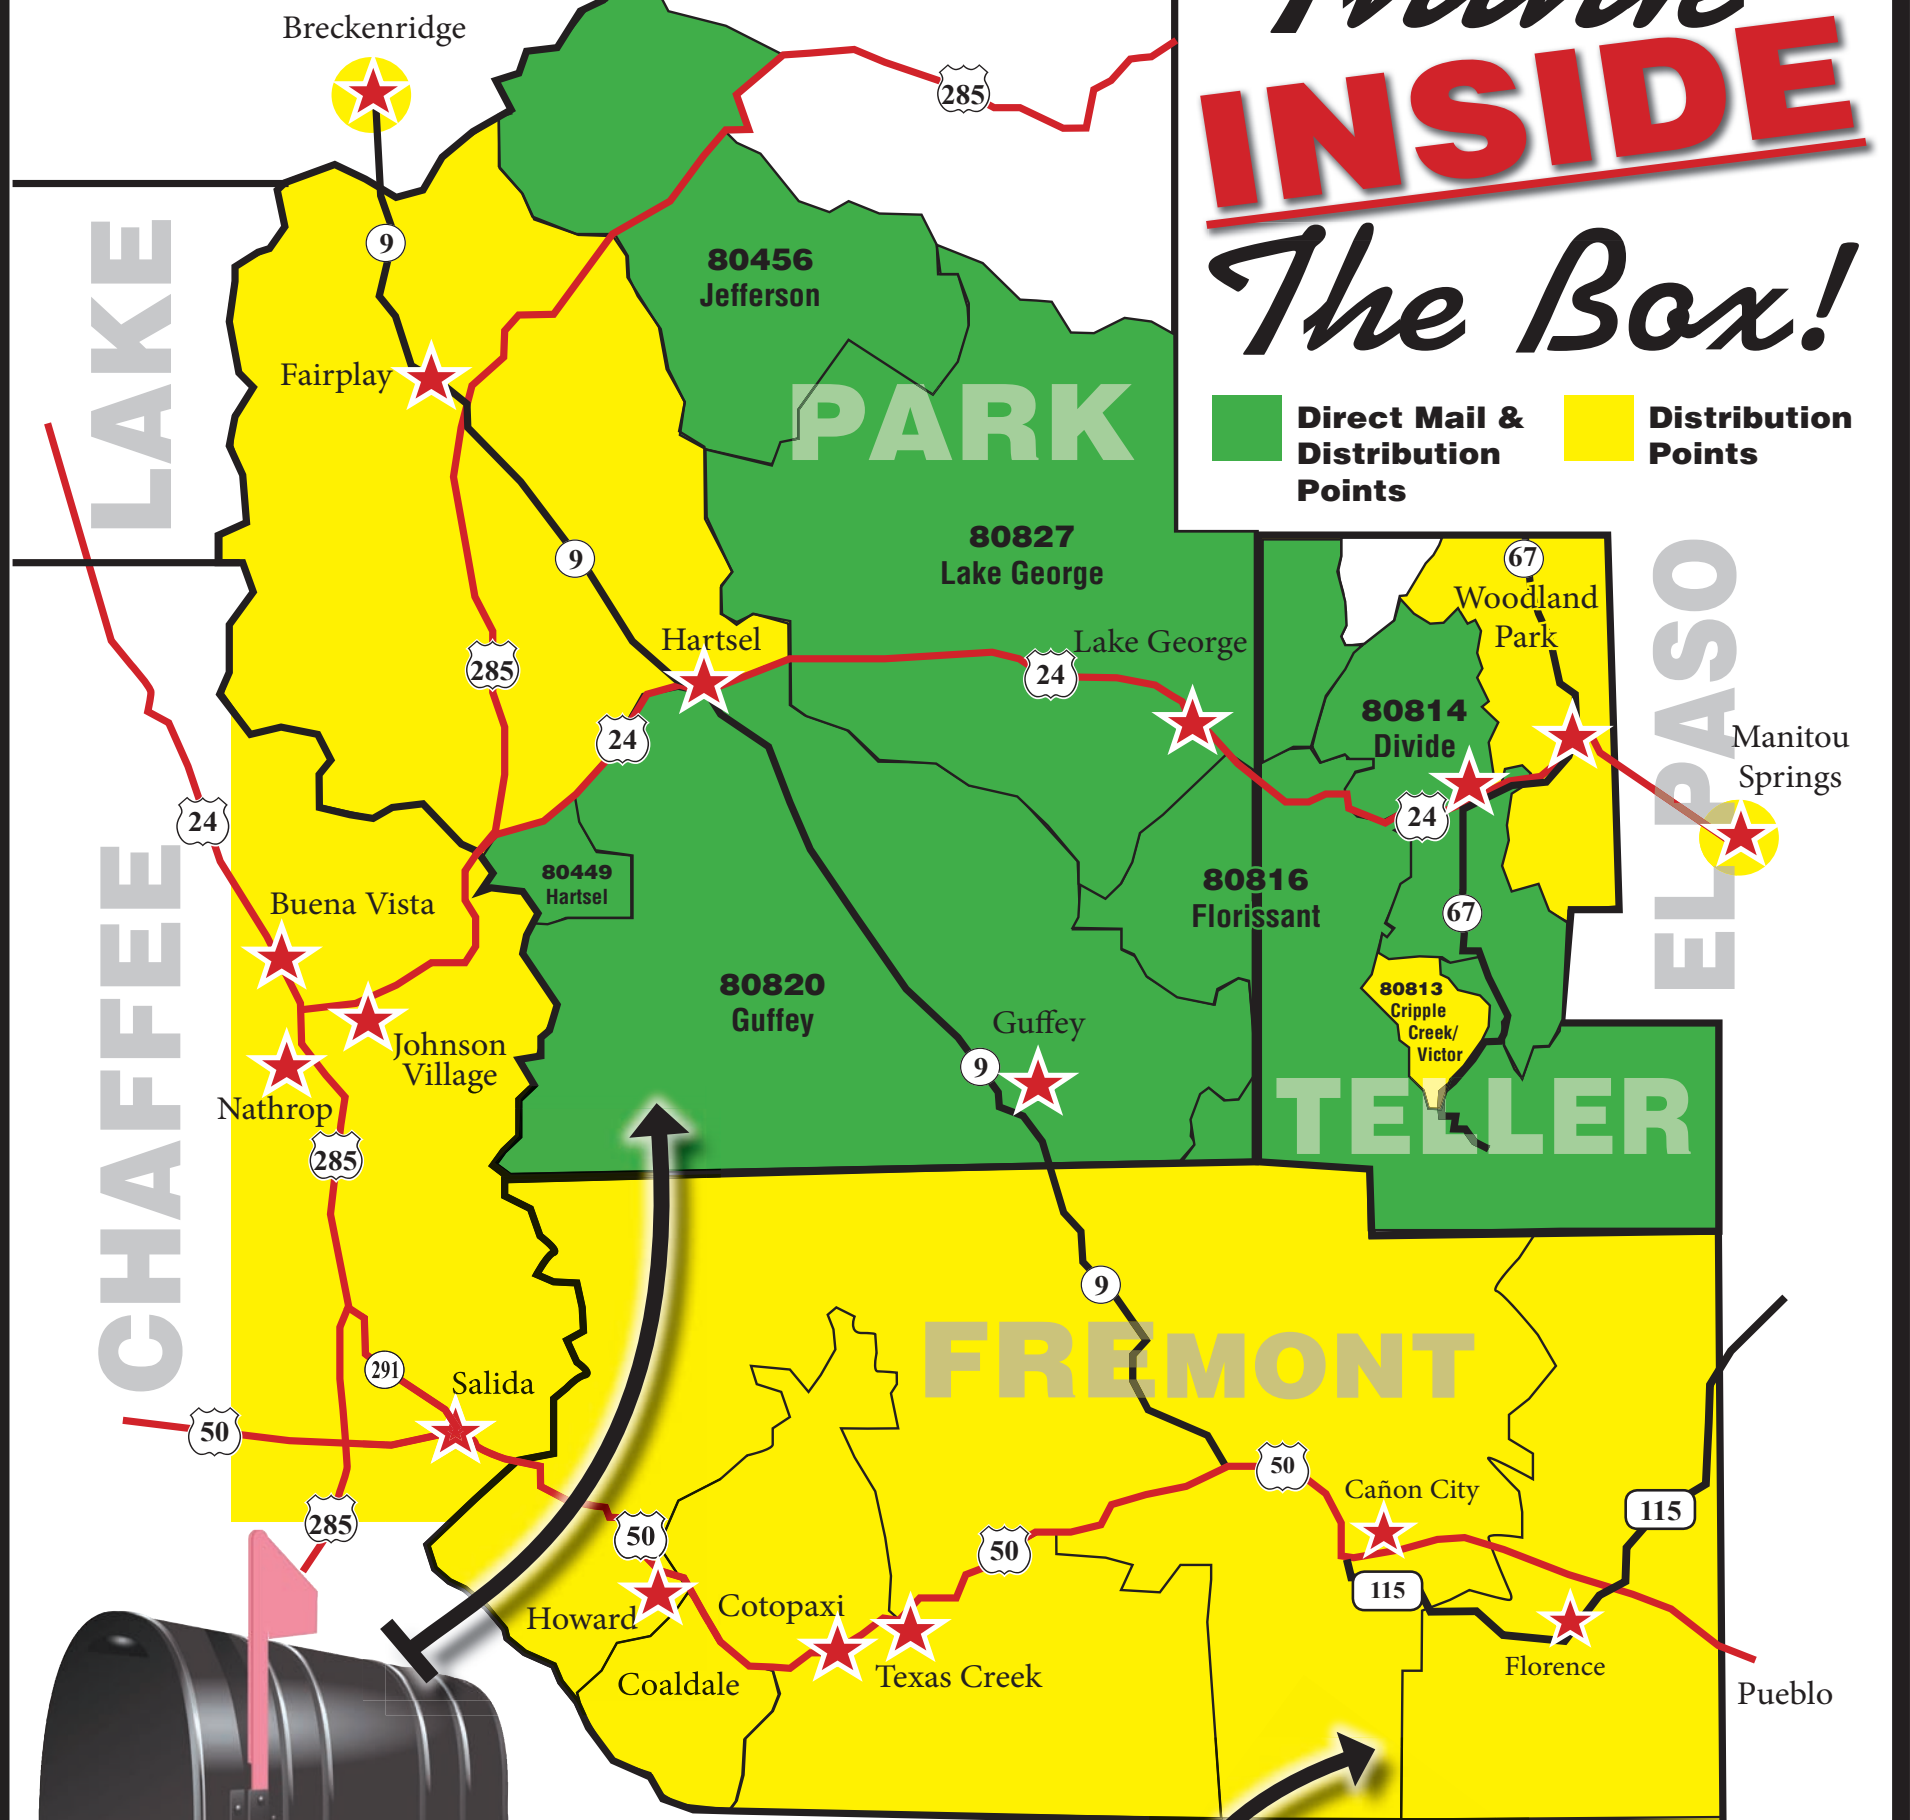 Think
INSIDE
The Box!
Direct Mail &
Distribution
Points
Distribution
Points
Breckenridge
285
9
LAKE
80456
Jefferson
Fairplay
PARK
9
80827
Lake George
67
Woodland
Park
EL PASO
Hartsel
Lake George
285
24
24
80814
Divide
Manitou
Springs
24
24
80449
Hartsel
80816
Florissant
Buena Vista
67
CHAFFEE
80820
Guffey
80813
Cripple
Creek/
Victor
Guffey
Johnson
Village
9
Nathrop
TELLER
285
9
FREMONT
291
Salida
50
50
Cañon City
285
50
50
115
115
Howard
Cotopaxi
Coaldale
Texas Creek
Florence
Pueblo